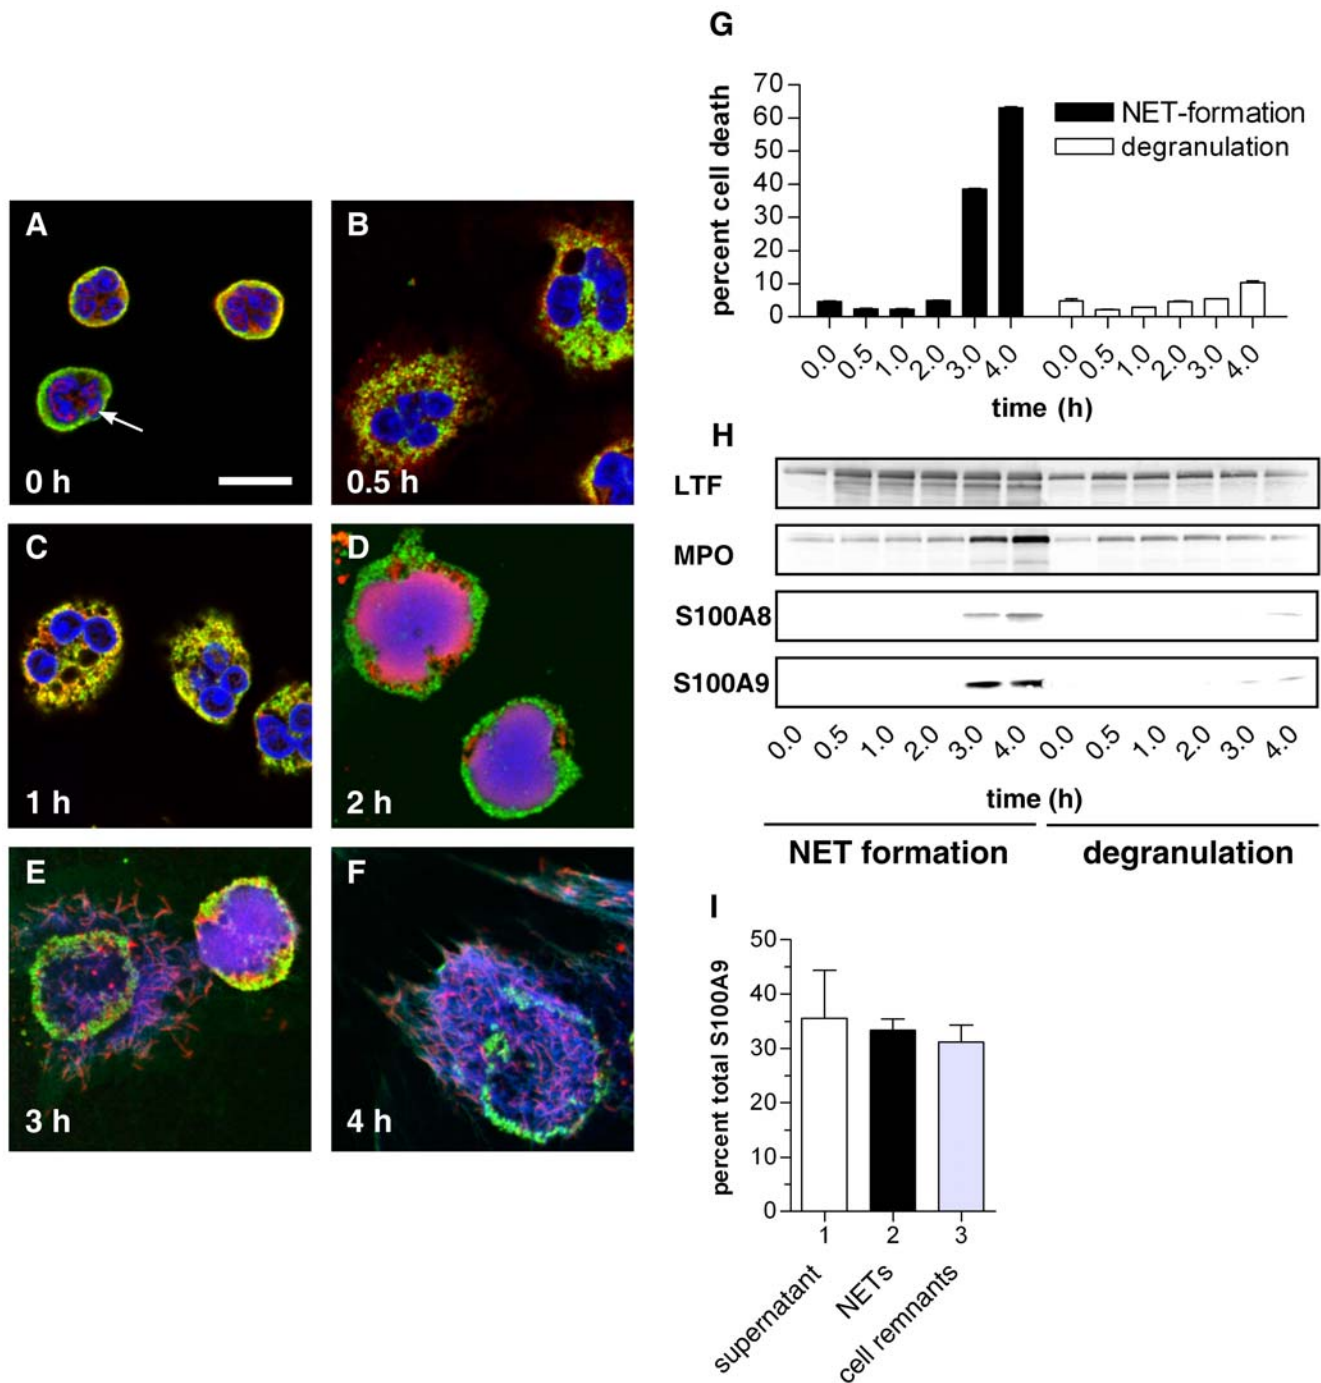 A
0 h
B
0.5 h
C
1 h
D
2 h
E
3 h
F
4 h
G
percent cell death
70
60
50
40
30
20
10
0
NET-formation
degranulation
0.0 0.5 1.0 2.0 3.0 4.0 0.0 0.5 1.0 2.0 3.0 4.0
time (h)
H
LTF
MPO
S100A8
S100A9
0.0 0.5 1.0 2.0 3.0 4.0 0.0 0.5 1.0 2.0 3.0 4.0
time (h)
NET formation degranulation
I
percent total S100A9
50
40
30
20
10
0
1 2 3
supernatant NETs cell remnants